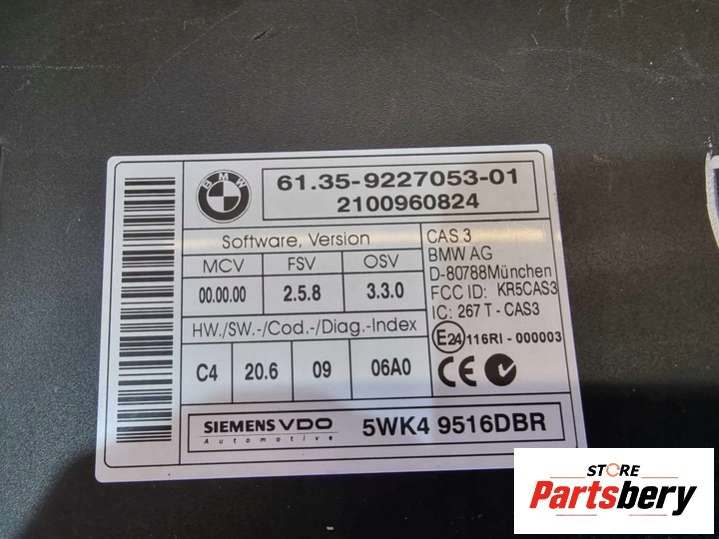 BMW
61.35-9227053-01
2100960824
Software, Version
MCV FSV OSV
00.00.00 2.5.8 3.3.0
HW./SW.-/Cod.-/Diag.-Index
C4 20.6 09 06A0
CAS 3
BMW AG
D-80788München
FCC ID: KR5CAS3
IC: 267 T - CAS3
E24 116RI - 000003
CE
SIEMENS VDO
Automotive
5WK4 9516DBR
STORE
Partsbery